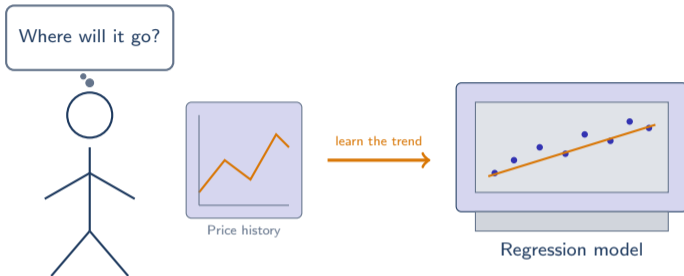 Where will it go?
learn the trend
Price history
Regression model